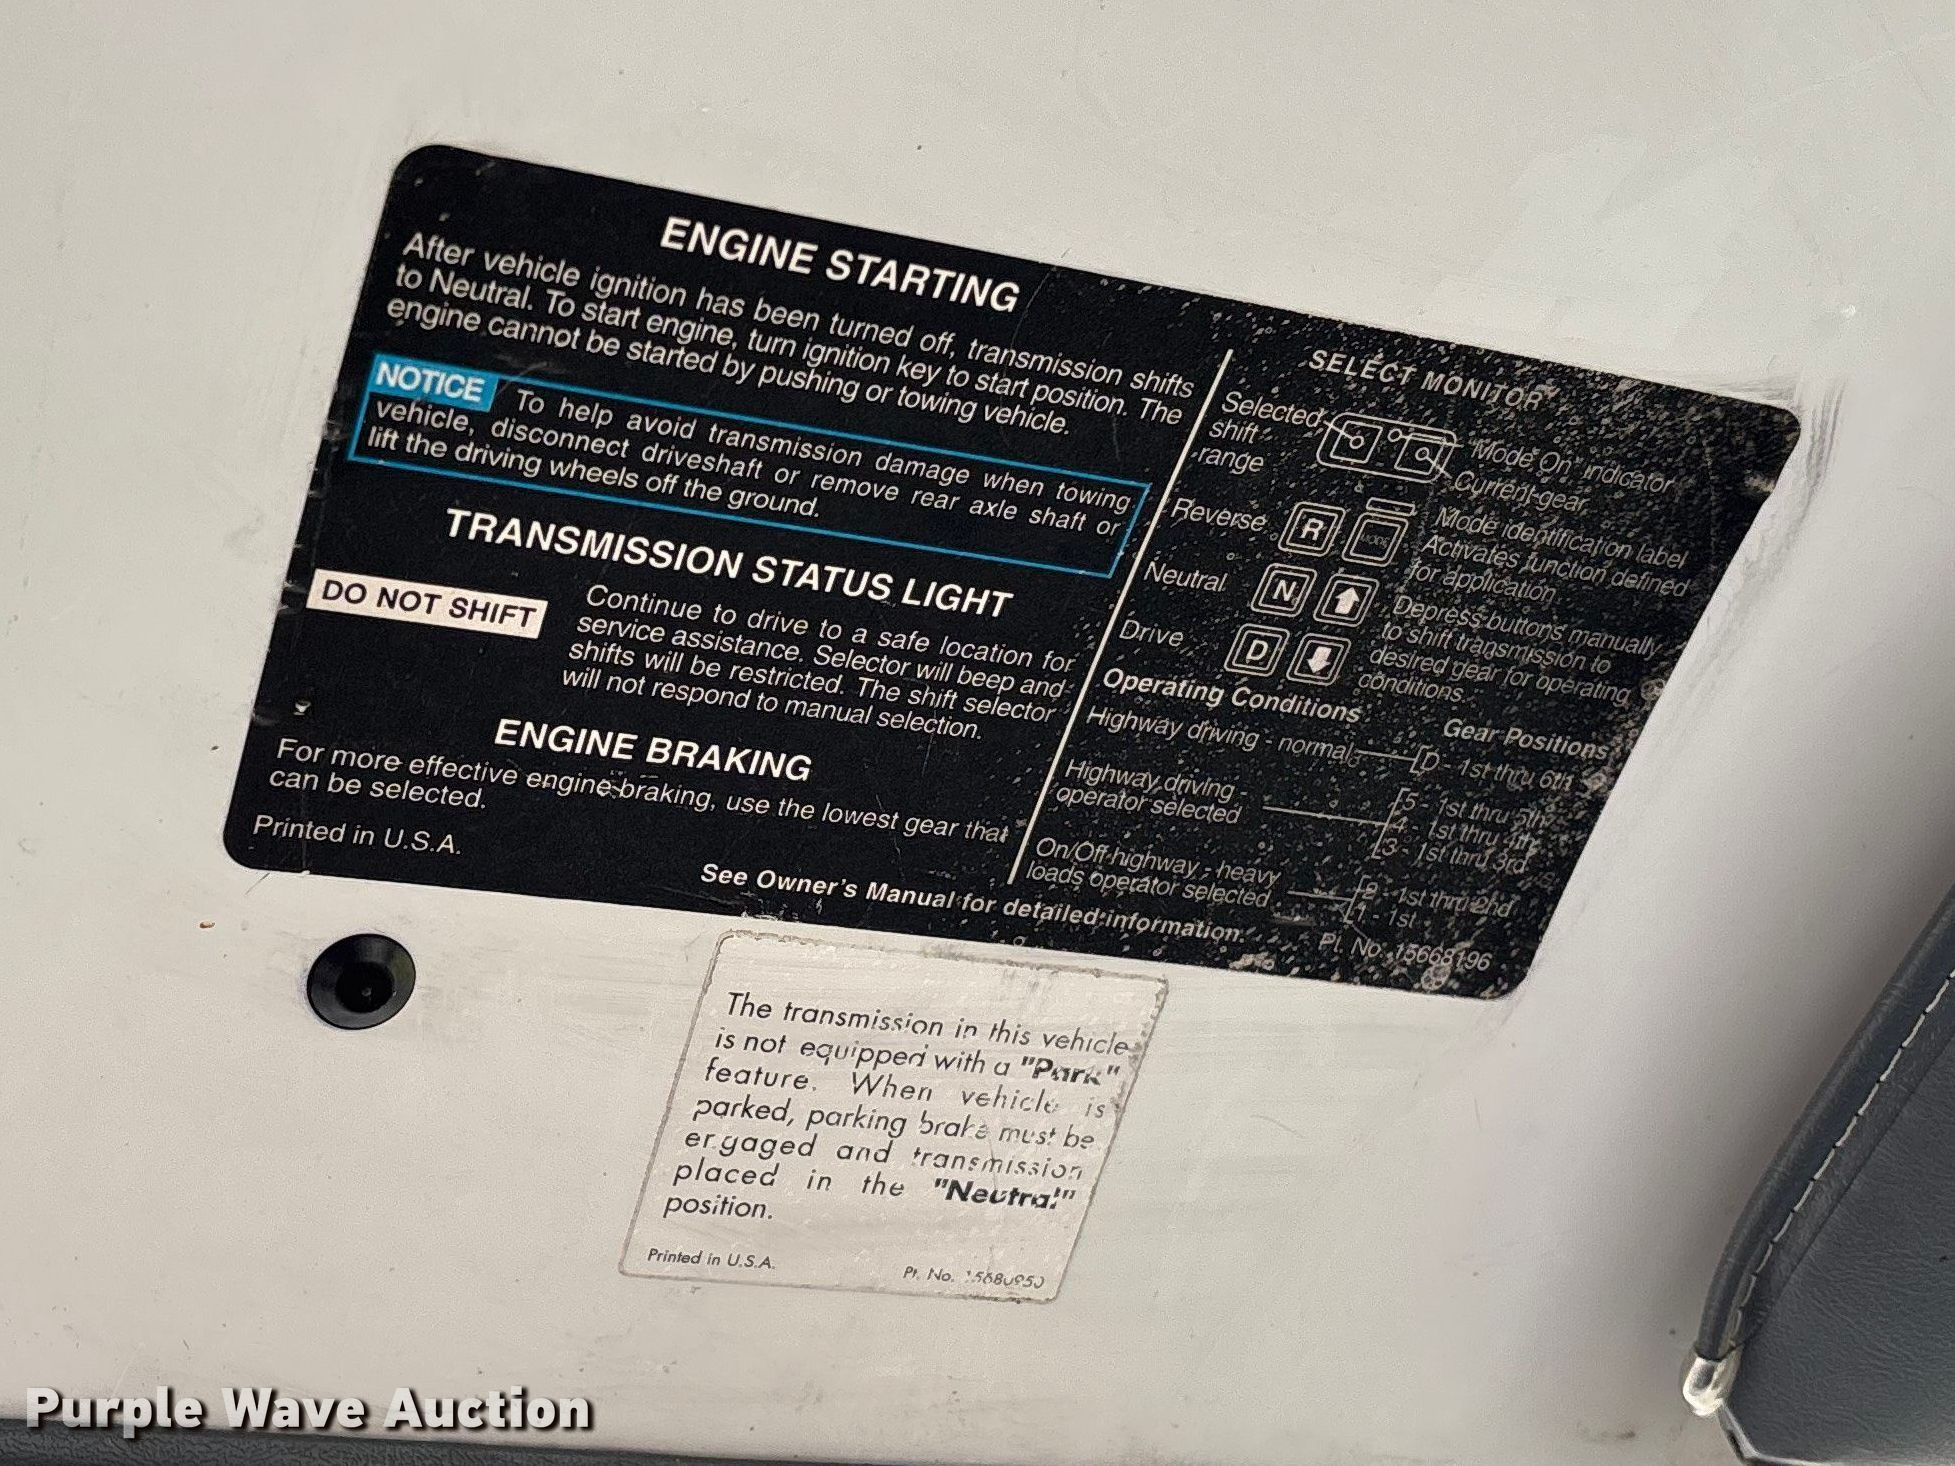 ENGINE STARTING
After vehicle ignition has been turned off, transmission shifts
to Neutral. To start engine, turn ignition key to start position. The
engine cannot be started by pushing or towing vehicle.
NOTICE To help avoid transmission damage when towing
vehicle, disconnect driveshaft or remove rear axle shaft or
lift the driving wheels off the ground.
TRANSMISSION STATUS LIGHT
DO NOT SHIFT
Continue to drive to a safe location for
service assistance. Selector will beep and
shifts will be restricted. The shift selector
will not respond to manual selection.
ENGINE BRAKING
For more effective engine braking, use the lowest gear that
can be selected.
Printed in U.S.A.
See Owner's Manual for detailed information.
SELECT MONITOR
Selected
shift
range
"Mode On" indicator
Current gear
Reverse R MODE
Mode identification label
Activates function defined
for application
Neutral N
Drive D
Depress buttons manually
to shift transmission to
desired gear for operating
conditions.
Operating Conditions Gear Positions
Highway driving - normal D - 1st thru 6th
Highway driving -
operator selected
5 - 1st thru 5th
4 - 1st thru 4th
3 - 1st thru 3rd
On/Off highway - heavy
loads operator selected
2 - 1st thru 2nd
1 - 1st
Pt. No. 15668196
The transmission in this vehicle
is not equipped with a "Park"
feature. When vehicle is
parked, parking brake must be
engaged and transmission
placed in the "Neutral"
position.
Printed in U.S.A.
Pt. No.
Purple Wave Auction